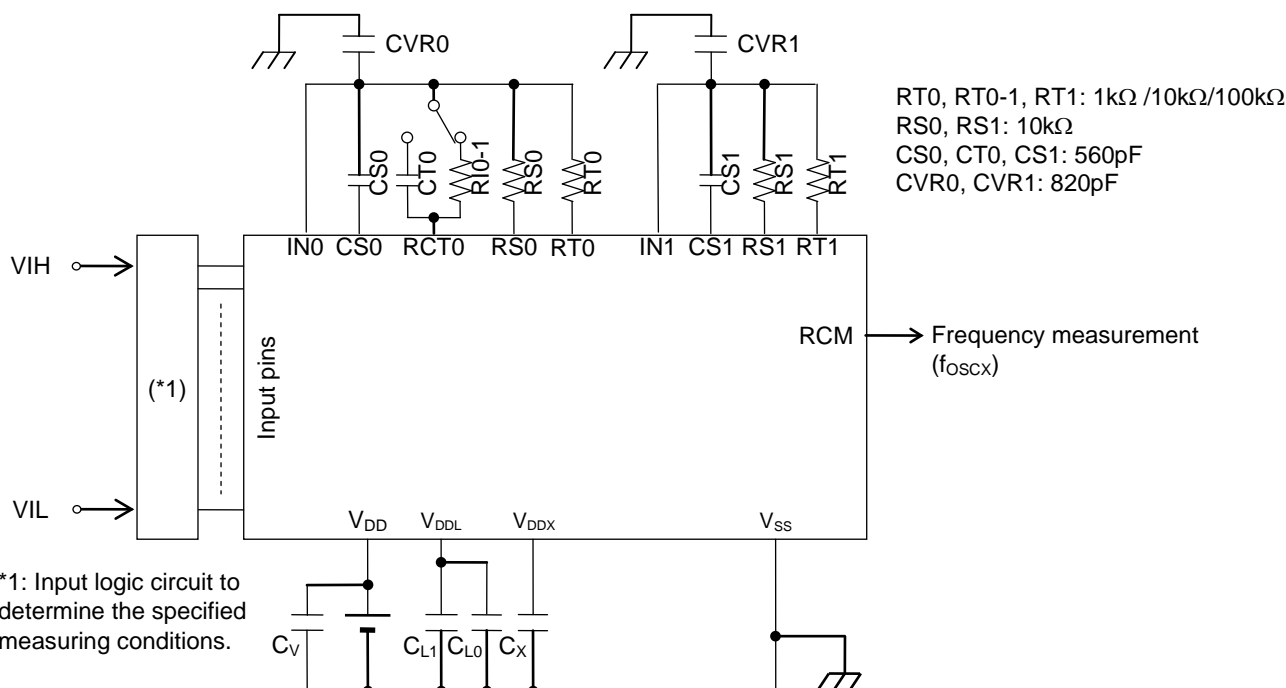 CVR0
CVR1
RT0, RT0-1, RT1: 1kΩ /10kΩ/100kΩ
RS0, RS1: 10kΩ
CS0, CT0, CS1: 560pF
CVR0, CVR1: 820pF
CS0
CT0
RI0-1
RS0
RT0
CS1
RS1
RT1
IN0 CS0 RCT0 RS0 RT0
IN1 CS1 RS1 RT1
VIH
(*1)
Input pins
RCM
Frequency measurement
(fOSCX)
VIL
VDD
VDDL
VDDX
VSS
*1: Input logic circuit to
determine the specified
measuring conditions.
CV
CL1
CL0
CX